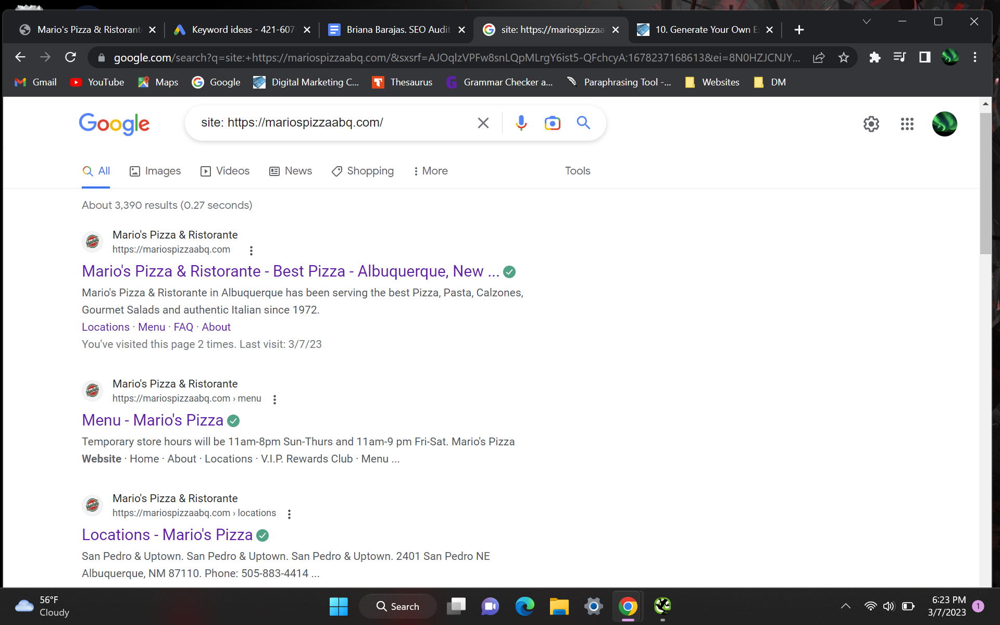 Mario's Pizza & Ristorant
Keyword ideas - 421-607-
Briana Barajas. SEO Audit
site: https://mariospizzaa
10. Generate Your Own E
google.com/search?q=site:+https://mariospizzaabq.com/&sxsrf=AJOqlzVPFw8snLQpMLrgY6ist5-QFchcyA:1678237168613&ei=8N0HZJCNJY...
Gmail
YouTube
Maps
Google
Digital Marketing C...
Thesaurus
Grammar Checker a...
Paraphrasing Tool -...
Websites
DM
Google
site: https://mariospizzaabq.com/
All
Images
Videos
News
Shopping
More
Tools
About 3,390 results (0.27 seconds)
Mario's Pizza & Ristorante
https://mariospizzaabq.com
Mario's Pizza & Ristorante - Best Pizza - Albuquerque, New ...
Mario's Pizza & Ristorante in Albuquerque has been serving the best Pizza, Pasta, Calzones,
Gourmet Salads and authentic Italian since 1972.
Locations · Menu · FAQ · About
You've visited this page 2 times. Last visit: 3/7/23
Mario's Pizza & Ristorante
https://mariospizzaabq.com › menu
Menu - Mario's Pizza
Temporary store hours will be 11am-8pm Sun-Thurs and 11am-9 pm Fri-Sat. Mario's Pizza
Website · Home · About · Locations · V.I.P. Rewards Club · Menu ...
Mario's Pizza & Ristorante
https://mariospizzaabq.com › locations
Locations - Mario's Pizza
San Pedro & Uptown. San Pedro & Uptown. San Pedro & Uptown. 2401 San Pedro NE
Albuquerque, NM 87110. Phone: 505-883-4414 ...
56°F
Cloudy
Search
6:23 PM
3/7/2023
1